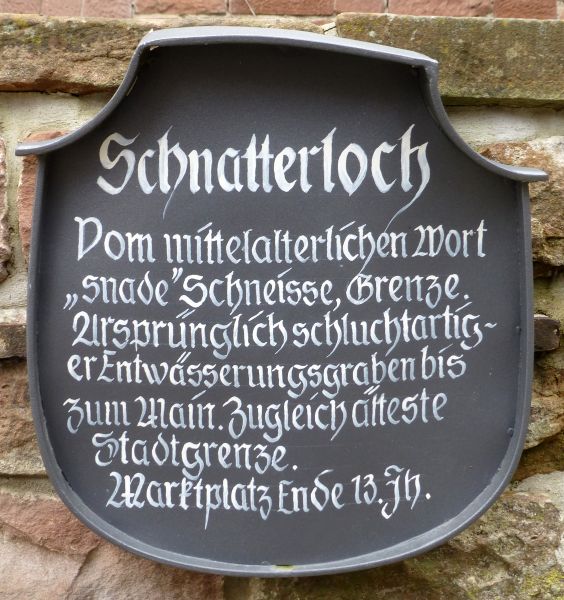 Schnatterloch
Vom mittelalterlichen Wort
„snade" Schneisse, Grenze.
Ursprünglich schluchtartig-
er Entwässerungsgraben bis
zum Main. Zugleich älteste
Stadtgrenze.
Marktplatz Ende 13. Jh.